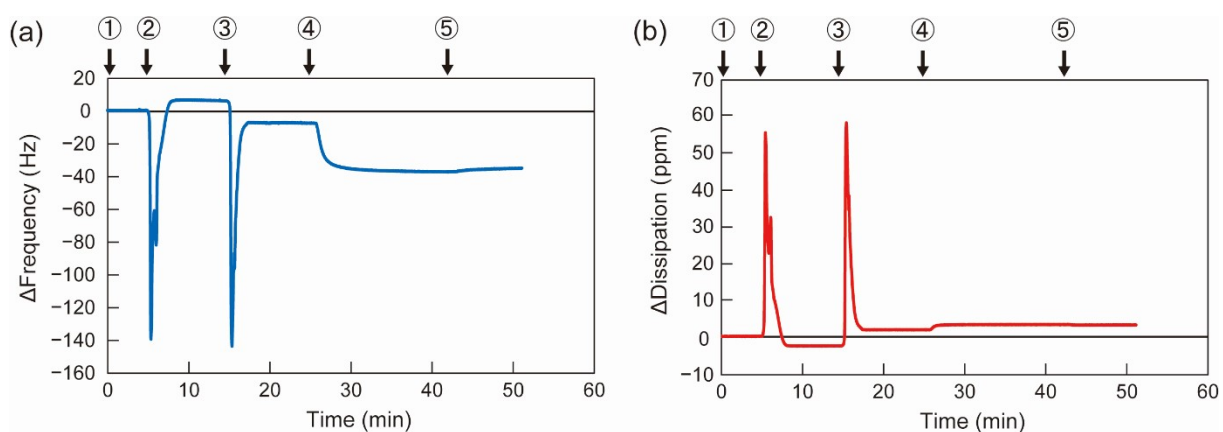 (a)
① ② ③ ④ ⑤
20
0
−20
−40
−60
−80
−100
−120
−140
−160
ΔFrequency (Hz)
0 10 20 30 40 50 60
Time (min)
(b)
① ② ③ ④ ⑤
70
60
50
40
30
20
10
0
−10
ΔDissipation (ppm)
0 10 20 30 40 50 60
Time (min)